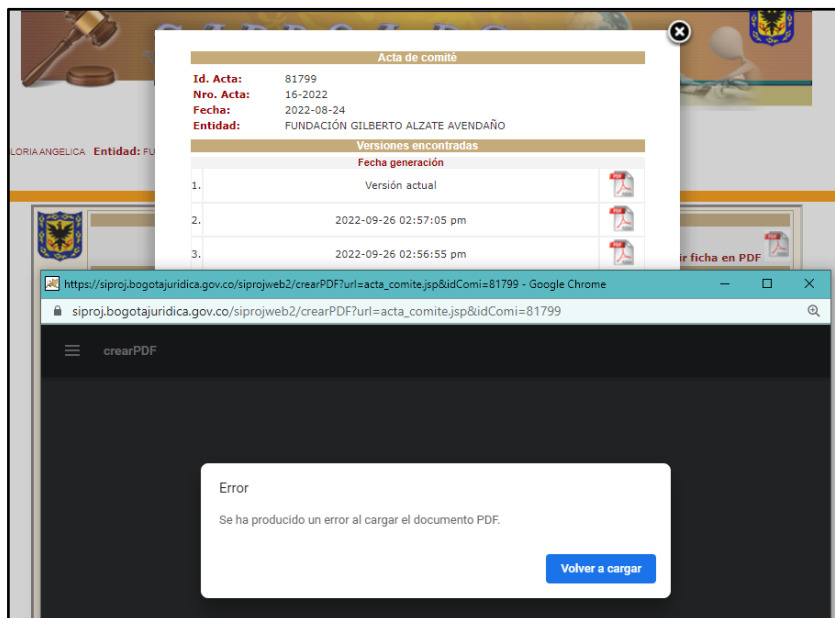 Acta de comitè
Id. Acta: 81799
Nro. Acta: 16-2022
Fecha: 2022-08-24
Entidad: FUNDACIÓN GILBERTO ALZATE AVENDAÑO
LORIA ANGELICA Entidad: FU
Versiones encontradas
Fecha generación
1. Versión actual
2. 2022-09-26 02:57:05 pm
3. 2022-09-26 02:56:55 pm
ir ficha en PDF
https://siproj.bogotajuridica.gov.co/siprojweb2/crearPDF?url=acta_comite.jsp&idComi=81799 - Google Chrome
siproj.bogotajuridica.gov.co/siprojweb2/crearPDF?url=acta_comite.jsp&idComi=81799
crearPDF
Error
Se ha producido un error al cargar el documento PDF.
Volver a cargar